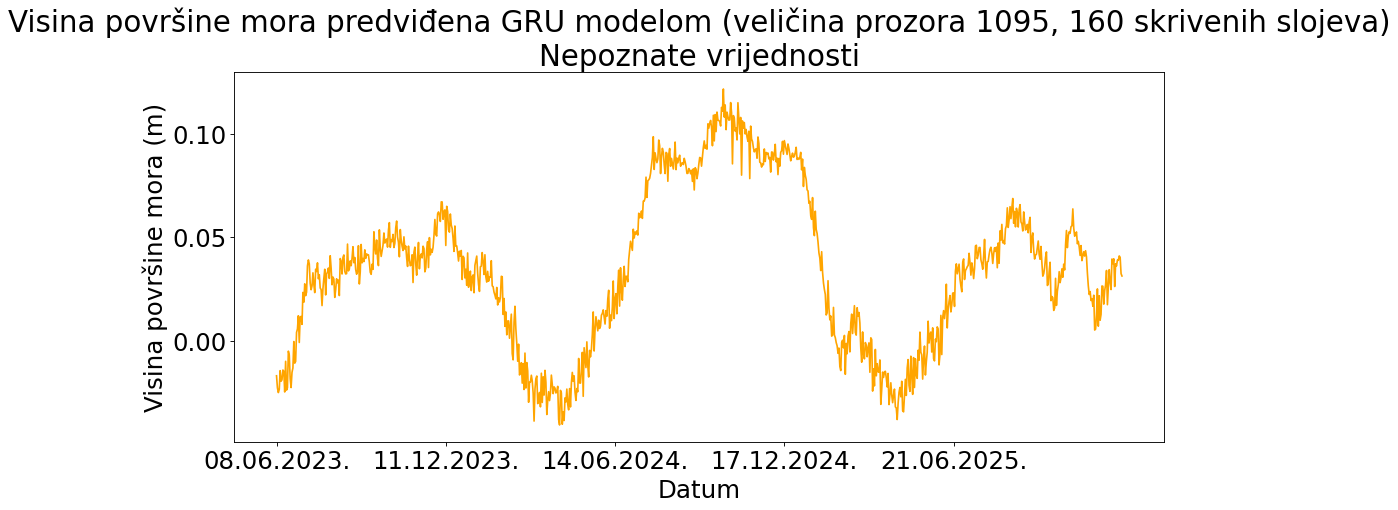 Visina površine mora predviđena GRU modelom (veličina prozora 1095, 160 skrivenih slojeva)
Nepoznate vrijednosti
Visina površine mora (m)
0.10
0.05
0.00
08.06.2023. 11.12.2023. 14.06.2024. 17.12.2024. 21.06.2025.
Datum